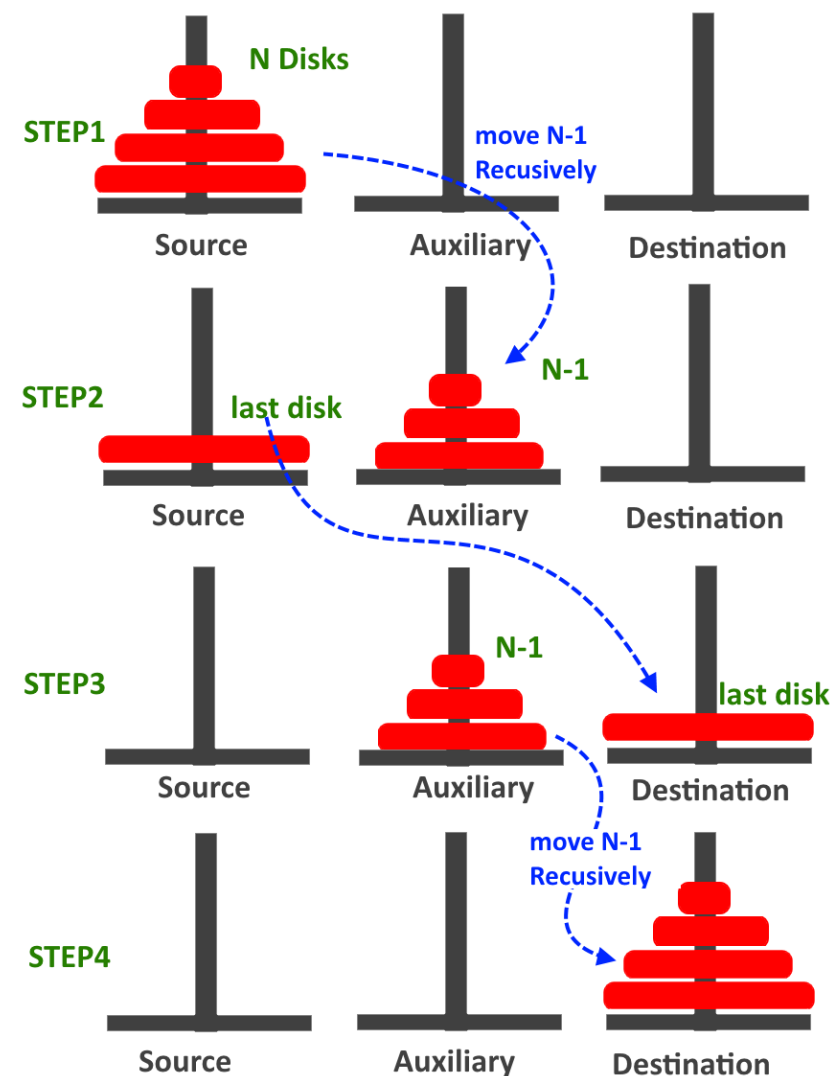 N Disks
STEP1
move N-1
Recusively
Source
Auxiliary
Destination
STEP2
last disk
N-1
Source
Auxiliary
Destination
STEP3
N-1
last disk
Source
Auxiliary
Destination
move N-1
Recusively
STEP4
Source
Auxiliary
Destination